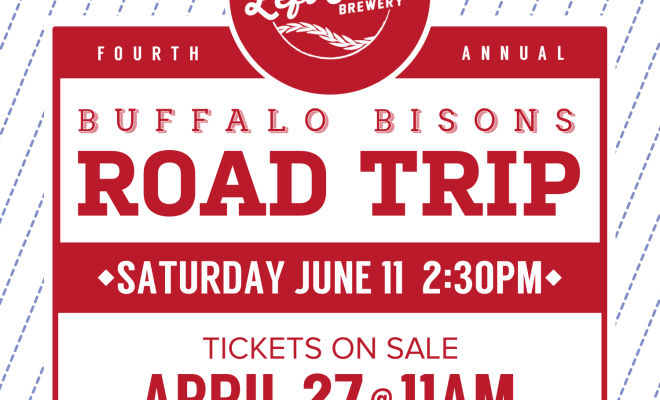 BREWERY
FOURTH ANNUAL
BUFFALO BISONS
ROAD TRIP
SATURDAY JUNE 11 2:30PM
TICKETS ON SALE
APRIL 27 @ 11AM